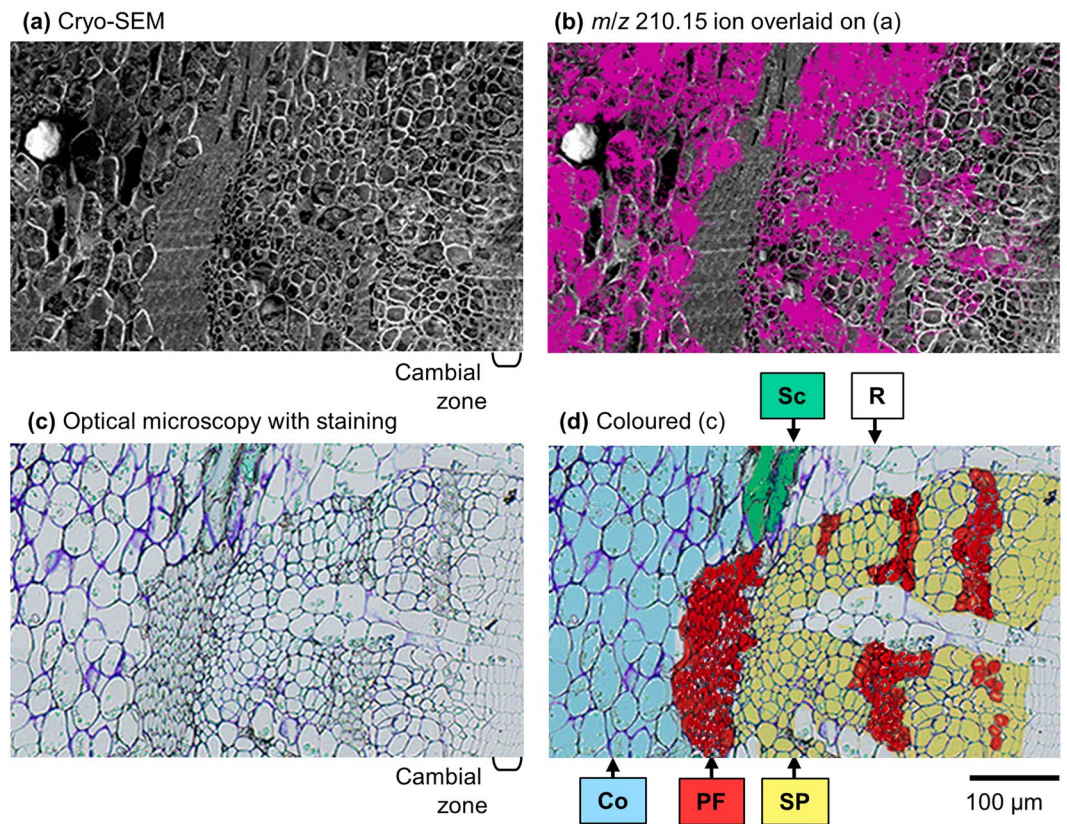 (a) Cryo-SEM
(b) m/z 210.15 ion overlaid on (a)
Cambial
zone
Sc
R
(c) Optical microscopy with staining
(d) Coloured (c)
Cambial
zone
Co
PF
SP
100 μm